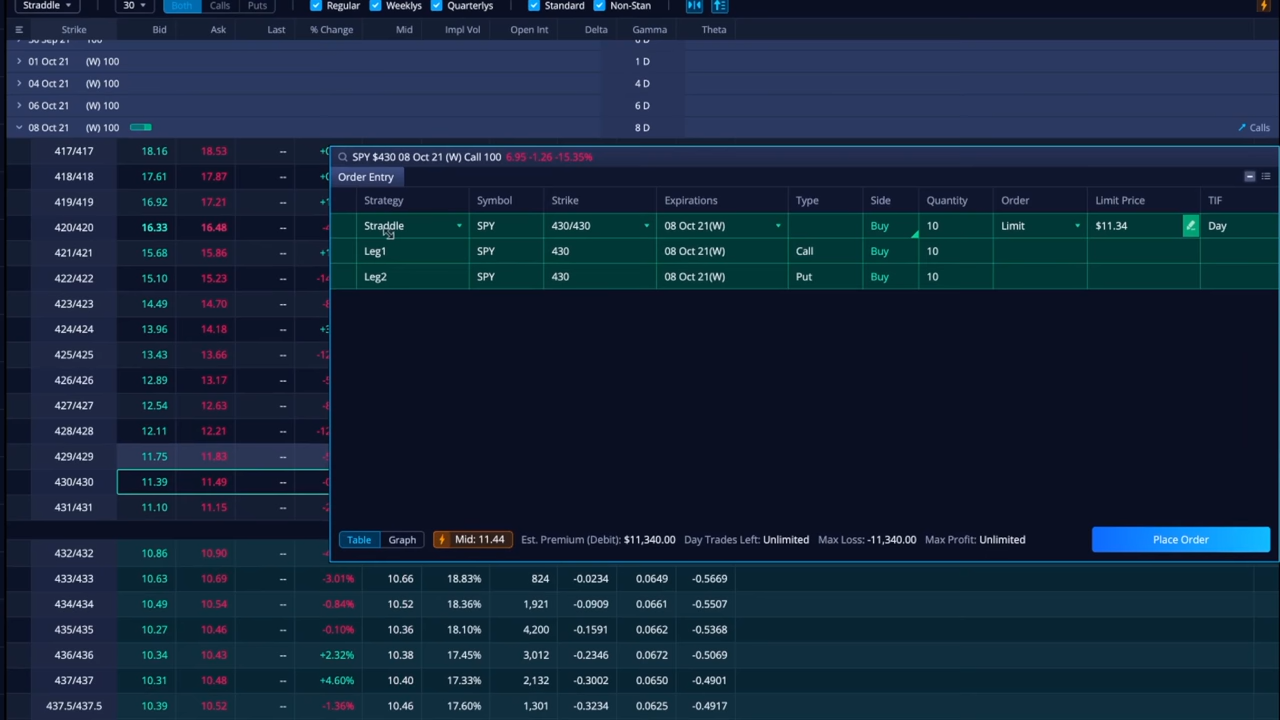 Straddle 30 Both Calls Puts Regular Weeklys Quarterlys Standard Non-Stan
Strike Bid Ask Last % Change Mid Impl Vol Open Int Delta Gamma Theta
30 Sep 21 100 0 D
01 Oct 21 (W) 100 1 D
04 Oct 21 (W) 100 4 D
06 Oct 21 (W) 100 6 D
08 Oct 21 (W) 100 8 D Calls
417/417 18.16 18.53 --
418/418 17.61 17.87 --
419/419 16.92 17.21 --
420/420 16.33 16.48 --
421/421 15.68 15.86 --
422/422 15.10 15.23 --
423/423 14.49 14.70 --
424/424 13.96 14.18 --
425/425 13.43 13.66 --
426/426 12.89 13.17 --
427/427 12.54 12.63 --
428/428 12.11 12.21 --
429/429 11.75 11.83 --
430/430 11.39 11.49 --
431/431 11.10 11.15 --
SPY $430 08 Oct 21 (W) Call 100 6.95 -1.26 -15.35%
Order Entry
Strategy Symbol Strike Expirations Type Side Quantity Order Limit Price TIF
Straddle SPY 430/430 08 Oct 21(W) Buy 10 Limit $11.34 Day
Leg1 SPY 430 08 Oct 21(W) Call Buy 10
Leg2 SPY 430 08 Oct 21(W) Put Buy 10
Table Graph Mid: 11.44 Est. Premium (Debit): $11,340.00 Day Trades Left: Unlimited Max Loss: -11,340.00 Max Profit: Unlimited Place Order
432/432 10.86 10.90 --
433/433 10.63 10.69 -- -3.01% 10.66 18.83% 824 -0.0234 0.0649 -0.5669
434/434 10.49 10.54 -- -0.84% 10.52 18.36% 1,921 -0.0909 0.0661 -0.5507
435/435 10.27 10.46 -- -0.10% 10.36 18.10% 4,200 -0.1591 0.0662 -0.5368
436/436 10.34 10.43 -- +2.32% 10.38 17.45% 3,012 -0.2346 0.0672 -0.5069
437/437 10.31 10.48 -- +4.60% 10.40 17.33% 2,132 -0.3002 0.0650 -0.4901
437.5/437.5 10.39 10.52 -- -1.36% 10.46 17.60% 1,301 -0.3234 0.0625 -0.4917